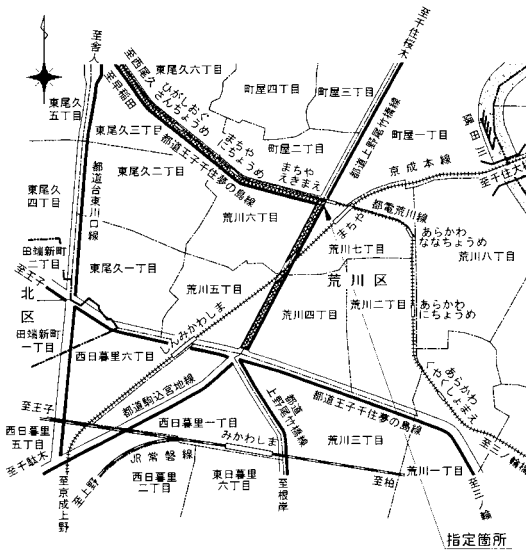 至舎人
至西尾久
至早稲田
東尾久六丁目
東尾久五丁目
東尾久三丁目
ひがしおぐさんちょうめ
まちやにちょうめ
都道王子千住夢の島線
町屋四丁目
町屋三丁目
町屋二丁目
町屋一丁目
まちやえきまえ
都道上野尾竹橋線
至千住桜木
隅田川
京成本線
至千住大橋
東尾久二丁目
東尾久四丁目
都道台東川口線
田端新町二丁目
東尾久一丁目
荒川六丁目
まちや
都電荒川線
荒川七丁目
あらかわななちょうめ
荒川八丁目
至王子
北区
荒川五丁目
荒川四丁目
荒川区
荒川二丁目
あらかわにちょうめ
しんみかわしま
田端新町一丁目
西日暮里六丁目
都道駒込宮地線
都道上野尾竹橋線
都道王子千住夢の島線
あらかわやくしょまえ
至王子
西日暮里五丁目
西日暮里一丁目
みかわしま
荒川三丁目
至三ノ輪橋
至千駄木
至京成上野
至上野
JR常磐線
西日暮里二丁目
東日暮里六丁目
至根岸
至柏
荒川一丁目
至三ノ輪
指定箇所